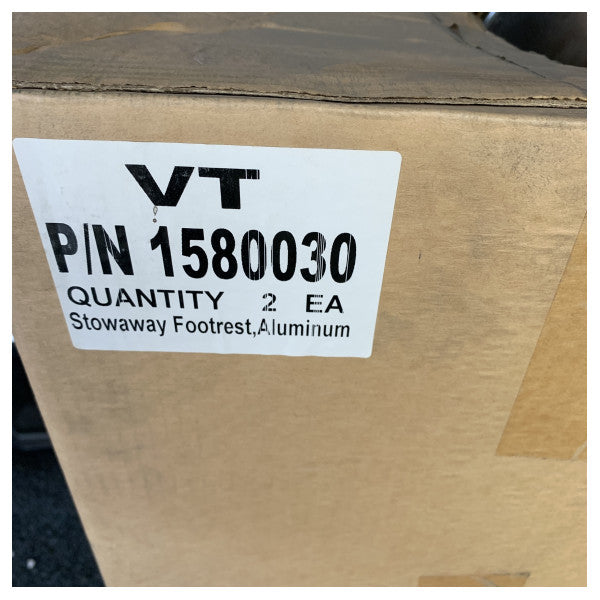 VT
P/N 1580030
QUANTITY 2 EA
Stowaway Footrest,Aluminum